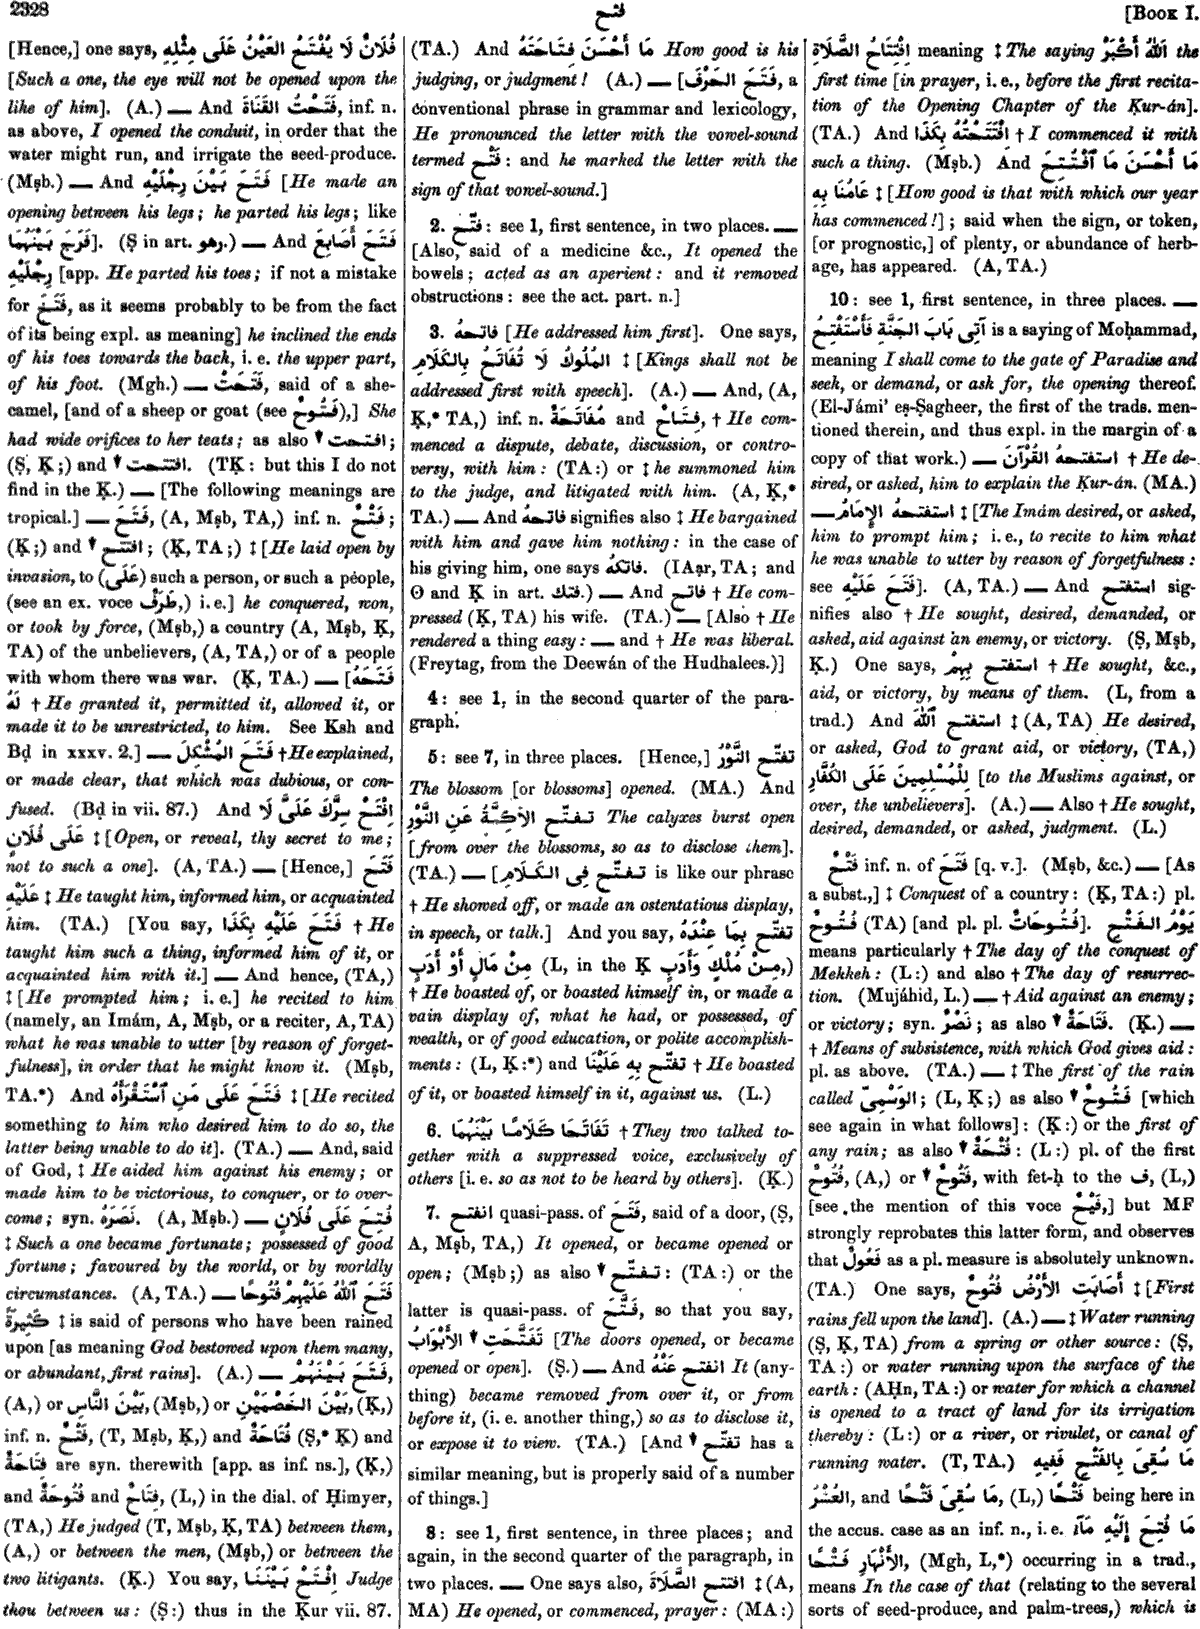 2328
فتح
[BOOK I.
[Hence,] one says, فُلَانٌ لَا يُفْتَحُ العَيْنُ عَلَى مِثْلِهِ
[Such a one, the eye will not be opened upon the
like of him]. (A.) — And فَتَحْتُ القَنَاةَ, inf. n.
as above, I opened the conduit, in order that the
water might run, and irrigate the seed-produce.
(Mṣb.) — And فَتَحَ بَيْنَ رِجْلَيْهِ [He made an
opening between his legs; he parted his legs; like
فَرَجَ بَيْنَهُمَا]. (Ṣ in art. رهو.) — And فَتَحَ أَصَابِعَ
رِجْلَيْهِ [app. He parted his toes; if not a mistake
for فَتَخَ, as it seems probably to be from the fact
of its being expl. as meaning] he inclined the ends
of his toes towards the back, i. e. the upper part,
of his foot. (Mgh.) — فَتَحَتْ, said of a she-
camel, [and of a sheep or goat (see فَتُوحٌ),] She
had wide orifices to her teats; as also ▼ افتحت;
(Ṣ, Ḳ;) and ▼ افتتحت. (TḲ: but this I do not
find in the Ḳ.) — [The following meanings are
tropical.] — فَتَحَ, (A, Mṣb, TA,) inf. n. فَتْحٌ;
(Ḳ;) and ▼ افتتح; (Ḳ, TA;) ‡ [He laid open by
invasion, to (عَلَى) such a person, or such a people,
(see an ex. voce طَرَفٌ,) i. e.] he conquered, won,
or took by force, (Mṣb,) a country (A, Mṣb, Ḳ,
TA) of the unbelievers, (A, TA,) or of a people
with whom there was war. (Ḳ, TA.) — [فَتَحَهُ
لَهُ † He granted it, permitted it, allowed it, or
made it to be unrestricted, to him. See Ksh and
Bḍ in xxxv. 2.] — فَتَحَ المُشْكِلَ † He explained,
or made clear, that which was dubious, or con-
fused. (Bḍ in vii. 87.) And اِفْتَحْ سِرَّكَ عَلَىَّ لَا
عَلَى فُلَانٍ ‡ [Open, or reveal, thy secret to me;
not to such a one]. (A, TA.) — [Hence,] فَتَحَ
عَلَيْهِ ‡ He taught him, informed him, or acquainted
him. (TA.) [You say, فَتَحَ عَلَيْهِ بِكَذَا † He
taught him such a thing, informed him of it, or
acquainted him with it.] — And hence, (TA,)
‡ [He prompted him; i. e.] he recited to him
(namely, an Imám, A, Mṣb, or a reciter, A, TA)
what he was unable to utter [by reason of forget-
fulness], in order that he might know it. (Mṣb,
TA.*) And فَتَحَ عَلَى مَنِ ٱسْتَقْرَأَهُ ‡ [He recited
something to him who desired him to do so, the
latter being unable to do it]. (TA.) — And, said
of God, ‡ He aided him against his enemy; or
made him to be victorious, to conquer, or to over-
come; syn. نَصَرَهُ. (A, Mṣb.) — فُتِحَ عَلَى فُلَانٍ
‡ Such a one became fortunate; possessed of good
fortune; favoured by the world, or by worldly
circumstances. (A, TA.) — فَتَحَ ٱللّٰهُ عَلَيْهِمْ فُتُوحًا
كَثِيرَةً ‡ is said of persons who have been rained
upon [as meaning God bestowed upon them many,
or abundant, first rains]. (A.) — فَتَحَ بَيْنَهُمْ,
(A,) or بَيْنَ النَّاسِ, (Mṣb,) or بَيْنَ الخَصْمَيْنِ, (Ḳ,)
inf. n. فَتْحٌ, (T, Mṣb, Ḳ,) and فُتَاحَةٌ (Ṣ,* Ḳ) and
فِتَاحَةٌ are syn. therewith [app. as inf. ns.], (Ḳ,)
and فُتُوحَةٌ and فِتَاحٌ, (L,) in the dial. of Ḥimyer,
(TA,) He judged (T, Mṣb, Ḳ, TA) between them,
(A,) or between the men, (Mṣb,) or between the
two litigants. (Ḳ.) You say, اِفْتَحْ بَيْنَنَا Judge
thou between us: (Ṣ:) thus in the Ḳur vii. 87.
(TA.) And مَا أَحْسَنَ فِتَاحَتَهُ How good is his
judging, or judgment! (A.) — [فَتَحَ الحَرْفَ, a
conventional phrase in grammar and lexicology,
He pronounced the letter with the vowel-sound
termed فَتْح: and he marked the letter with the
sign of that vowel-sound.]
2. فتّح: see 1, first sentence, in two places. —
[Also, said of a medicine &c., It opened the
bowels; acted as an aperient: and it removed
obstructions: see the act. part. n.]
3. فاتحهُ [He addressed him first]. One says,
المُلُوكُ لَا تُفَاتَحُ بِالكَلَامِ ‡ [Kings shall not be
addressed first with speech]. (A.) — And, (A,
Ḳ,* TA,) inf. n. مُفَاتَحَةٌ and فِتَاحٌ, † He com-
menced a dispute, debate, discussion, or contro-
versy, with him: (TA:) or ‡ he summoned him
to the judge, and litigated with him. (A, Ḳ,*
TA.) — And فاتحهُ signifies also ‡ He bargained
with him and gave him nothing: in the case of
his giving him, one says فاتكهُ. (IAạr, TA; and
O and Ḳ in art. فتك.) — And فاتح † He com-
pressed (Ḳ, TA) his wife. (TA.) — [Also † He
rendered a thing easy: — and † He was liberal.
(Freytag, from the Deewán of the Hudhalees.)]
4: see 1, in the second quarter of the para-
graph.
5: see 7, in three places. [Hence,] تفتّح النَّوْرُ
The blossom [or blossoms] opened. (MA.) And
تفتّح الأَكِمَّةُ عَنِ النَّوْرِ The calyxes burst open
[from over the blossoms, so as to disclose them].
(TA.) — [تفتّح فِى الكَلَامِ is like our phrase
† He showed off, or made an ostentatious display,
in speech, or talk.] And you say, تفتّح بِمَا عِنْدَهُ
مِنْ مُلْكٍ وَأَدَبٍ (L, in the Ḳ مِنْ مَالٍ أَوْ أَدَبٍ,)
† He boasted of, or boasted himself in, or made a
vain display of, what he had, or possessed, of
wealth, or of good education, or polite accomplish-
ments: (L, Ḳ:*) and تفتّح بِهِ عَلَيْنَا † He boasted
of it, or boasted himself in it, against us. (L.)
6. تَفَاتَحَا كَلَامًا بَيْنَهُمَا † They two talked to-
gether with a suppressed voice, exclusively of
others [i. e. so as not to be heard by others]. (Ḳ.)
7. انفتح quasi-pass. of فَتَحَ, said of a door, (Ṣ,
A, Mṣb, TA,) It opened, or became opened or
open; (Mṣb;) as also ▼ تفتّح: (TA:) or the
latter is quasi-pass. of فَتَّحَ, so that you say,
تَفَتَّحَتِ ▼ الأَبْوَابُ [The doors opened, or became
opened or open]. (Ṣ.) — And انفتح عَنْهُ It (any-
thing) became removed from over it, or from
before it, (i. e. another thing,) so as to disclose it,
or expose it to view. (TA.) [And ▼ تفتّح has a
similar meaning, but is properly said of a number
of things.]
8: see 1, first sentence, in three places; and
again, in the second quarter of the paragraph, in
two places. — One says also, افتتح الصَّلَاةَ ‡ (A,
MA) He opened, or commenced, prayer: (MA:)
اِفْتِتَاحُ الصَّلَاةِ meaning ‡ The saying ٱللّٰهُ أَكْبَرُ the
first time [in prayer, i. e., before the first recita-
tion of the Opening Chapter of the Ḳur-án].
(TA.) And اِفْتَتَحْتُهُ بِكَذَا † I commenced it with
such a thing. (Mṣb.) And مَا أَحْسَنَ مَا ٱفْتُتِحَ
عَامُنَا بِهِ ‡ [How good is that with which our year
has commenced!]; said when the sign, or token,
[or prognostic,] of plenty, or abundance of herb-
age, has appeared. (A, TA.)
10: see 1, first sentence, in three places. —
آتِى بَابَ الجَنَّةِ فَأَسْتَفْتِحُ is a saying of Moḥammad,
meaning I shall come to the gate of Paradise and
seek, or demand, or ask for, the opening thereof.
(El-Jámi' eṣ-Ṣagheer, the first of the trads. men-
tioned therein, and thus expl. in the margin of a
copy of that work.) — استفتحهُ القُرْآنَ † He de-
sired, or asked, him to explain the Ḳur-án. (MA.)
— استفتحهُ الإِمَامُ ‡ [The Imám desired, or asked,
him to prompt him; i. e., to recite to him what
he was unable to utter by reason of forgetfulness:
see فَتَحَ عَلَيْهِ]. (A, TA.) — And استفتح sig-
nifies also † He sought, desired, demanded, or
asked, aid against an enemy, or victory. (Ṣ, Mṣb,
Ḳ.) One says, استفتح بِهِمْ † He sought, &c.,
aid, or victory, by means of them. (L, from a
trad.) And استفتح ٱللّٰهَ ‡ (A, TA) He desired,
or asked, God to grant aid, or victory, (TA,)
لِلْمُسْلِمِينَ عَلَى الكُفَّارِ [to the Muslims against, or
over, the unbelievers]. (A.) — Also † He sought,
desired, demanded, or asked, judgment. (L.)
فَتْحٌ inf. n. of فَتَحَ [q. v.]. (Mṣb, &c.) — [As
a subst.,] ‡ Conquest of a country: (Ḳ, TA:) pl.
فُتُوحٌ (TA) [and pl. pl. فُتُوحَاتٌ]. يَوْمُ الفَتْحِ
means particularly † The day of the conquest of
Mekkeh: (L:) and also † The day of resurrec-
tion. (Mujáhid, L.) — † Aid against an enemy;
or victory; syn. نَصْرٌ; as also ▼ فَتَاحَةٌ. (Ḳ.) —
† Means of subsistence, with which God gives aid:
pl. as above. (TA.) — ‡ The first of the rain
called الوَسْمِىّ; (L, Ḳ;) as also ▼ فَتُوحٌ [which
see again in what follows]: (Ḳ:) or the first of
any rain; as also ▼ فُتْحَةٌ: (L:) pl. of the first
فُتُوحٌ, (A,) or ▼ فَتُوحٌ, with fet-ḥ to the ف, (L,)
[see the mention of this voce فَيْحٌ,] but MF
strongly reprobates this latter form, and observes
that فَعُولٌ as a pl. measure is absolutely unknown.
(TA.) One says, أَصَابَتِ الأَرْضَ فُتُوحٌ ‡ [First
rains fell upon the land]. (A.) — ‡ Water running
(Ṣ, Ḳ, TA) from a spring or other source: (Ṣ,
TA:) or water running upon the surface of the
earth: (AḤn, TA:) or water for which a channel
is opened to a tract of land for its irrigation
thereby: (L:) or a river, or rivulet, or canal of
running water. (T, TA.) مَا سُقِىَ بِالفَتْحِ فَفِيهِ
العُشْرُ, and مَا سُقِىَ فَتْحًا, (L,) فَتْحًا being here in
the accus. case as an inf. n., i. e. مَا فُتِحَ إِلَيْهِ مَآءُ
الأَنْهَارِ فَتْحًا, (Mgh, L,*) occurring in a trad.,
means In the case of that (relating to the several
sorts of seed-produce, and palm-trees,) which is